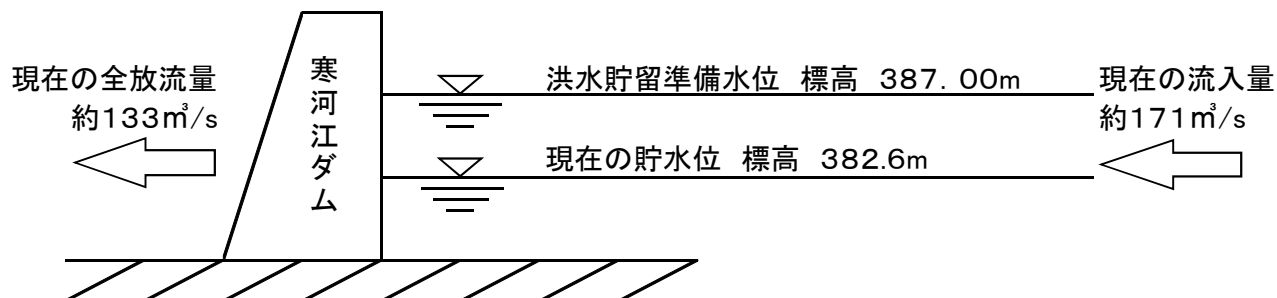 現在の全放流量
約133㎥/s
寒河江ダム
洪水貯留準備水位 標高 387.00m
現在の貯水位 標高 382.6m
現在の流入量
約171㎥/s